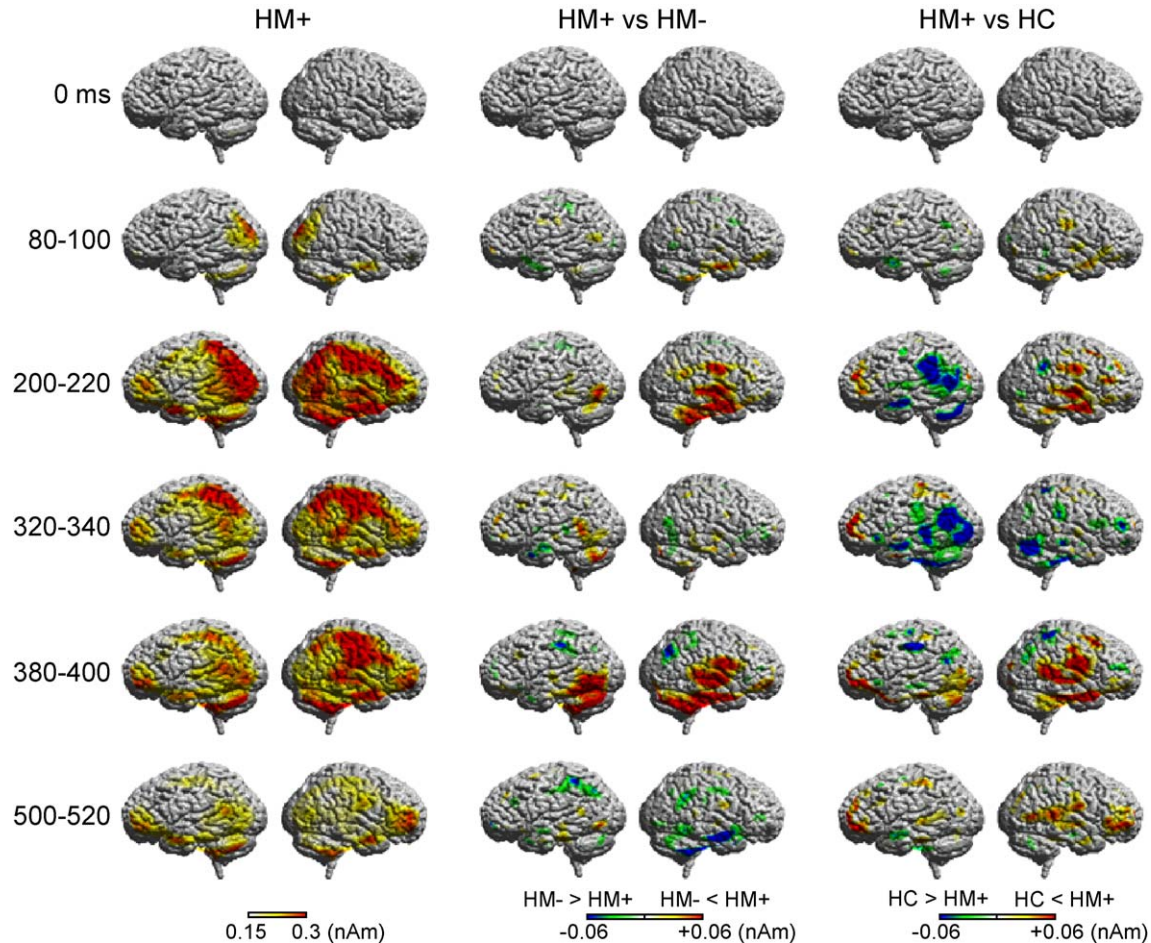 HM+ HM+ vs HM- HM+ vs HC
0 ms
80-100
200-220
320-340
380-400
500-520
HM- > HM+ HM- < HM+ HC > HM+ HC < HM+
0.15 0.3 (nAm) -0.06 +0.06 (nAm) -0.06 +0.06 (nAm)